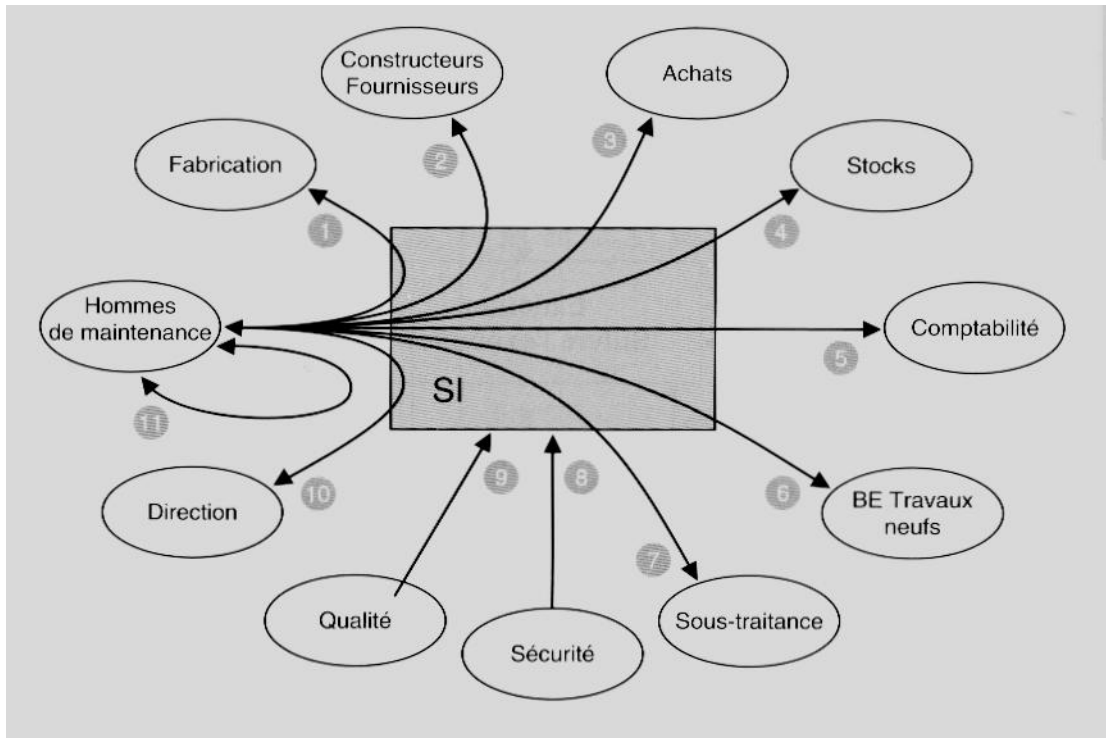 Constructeurs
Fournisseurs
Achats
Fabrication
2
3
Stocks
1
4
Hommes
de maintenance
Comptabilité
5
SI
11
9
8
10
6
Direction
BE Travaux
neufs
7
Qualité
Sécurité
Sous-traitance